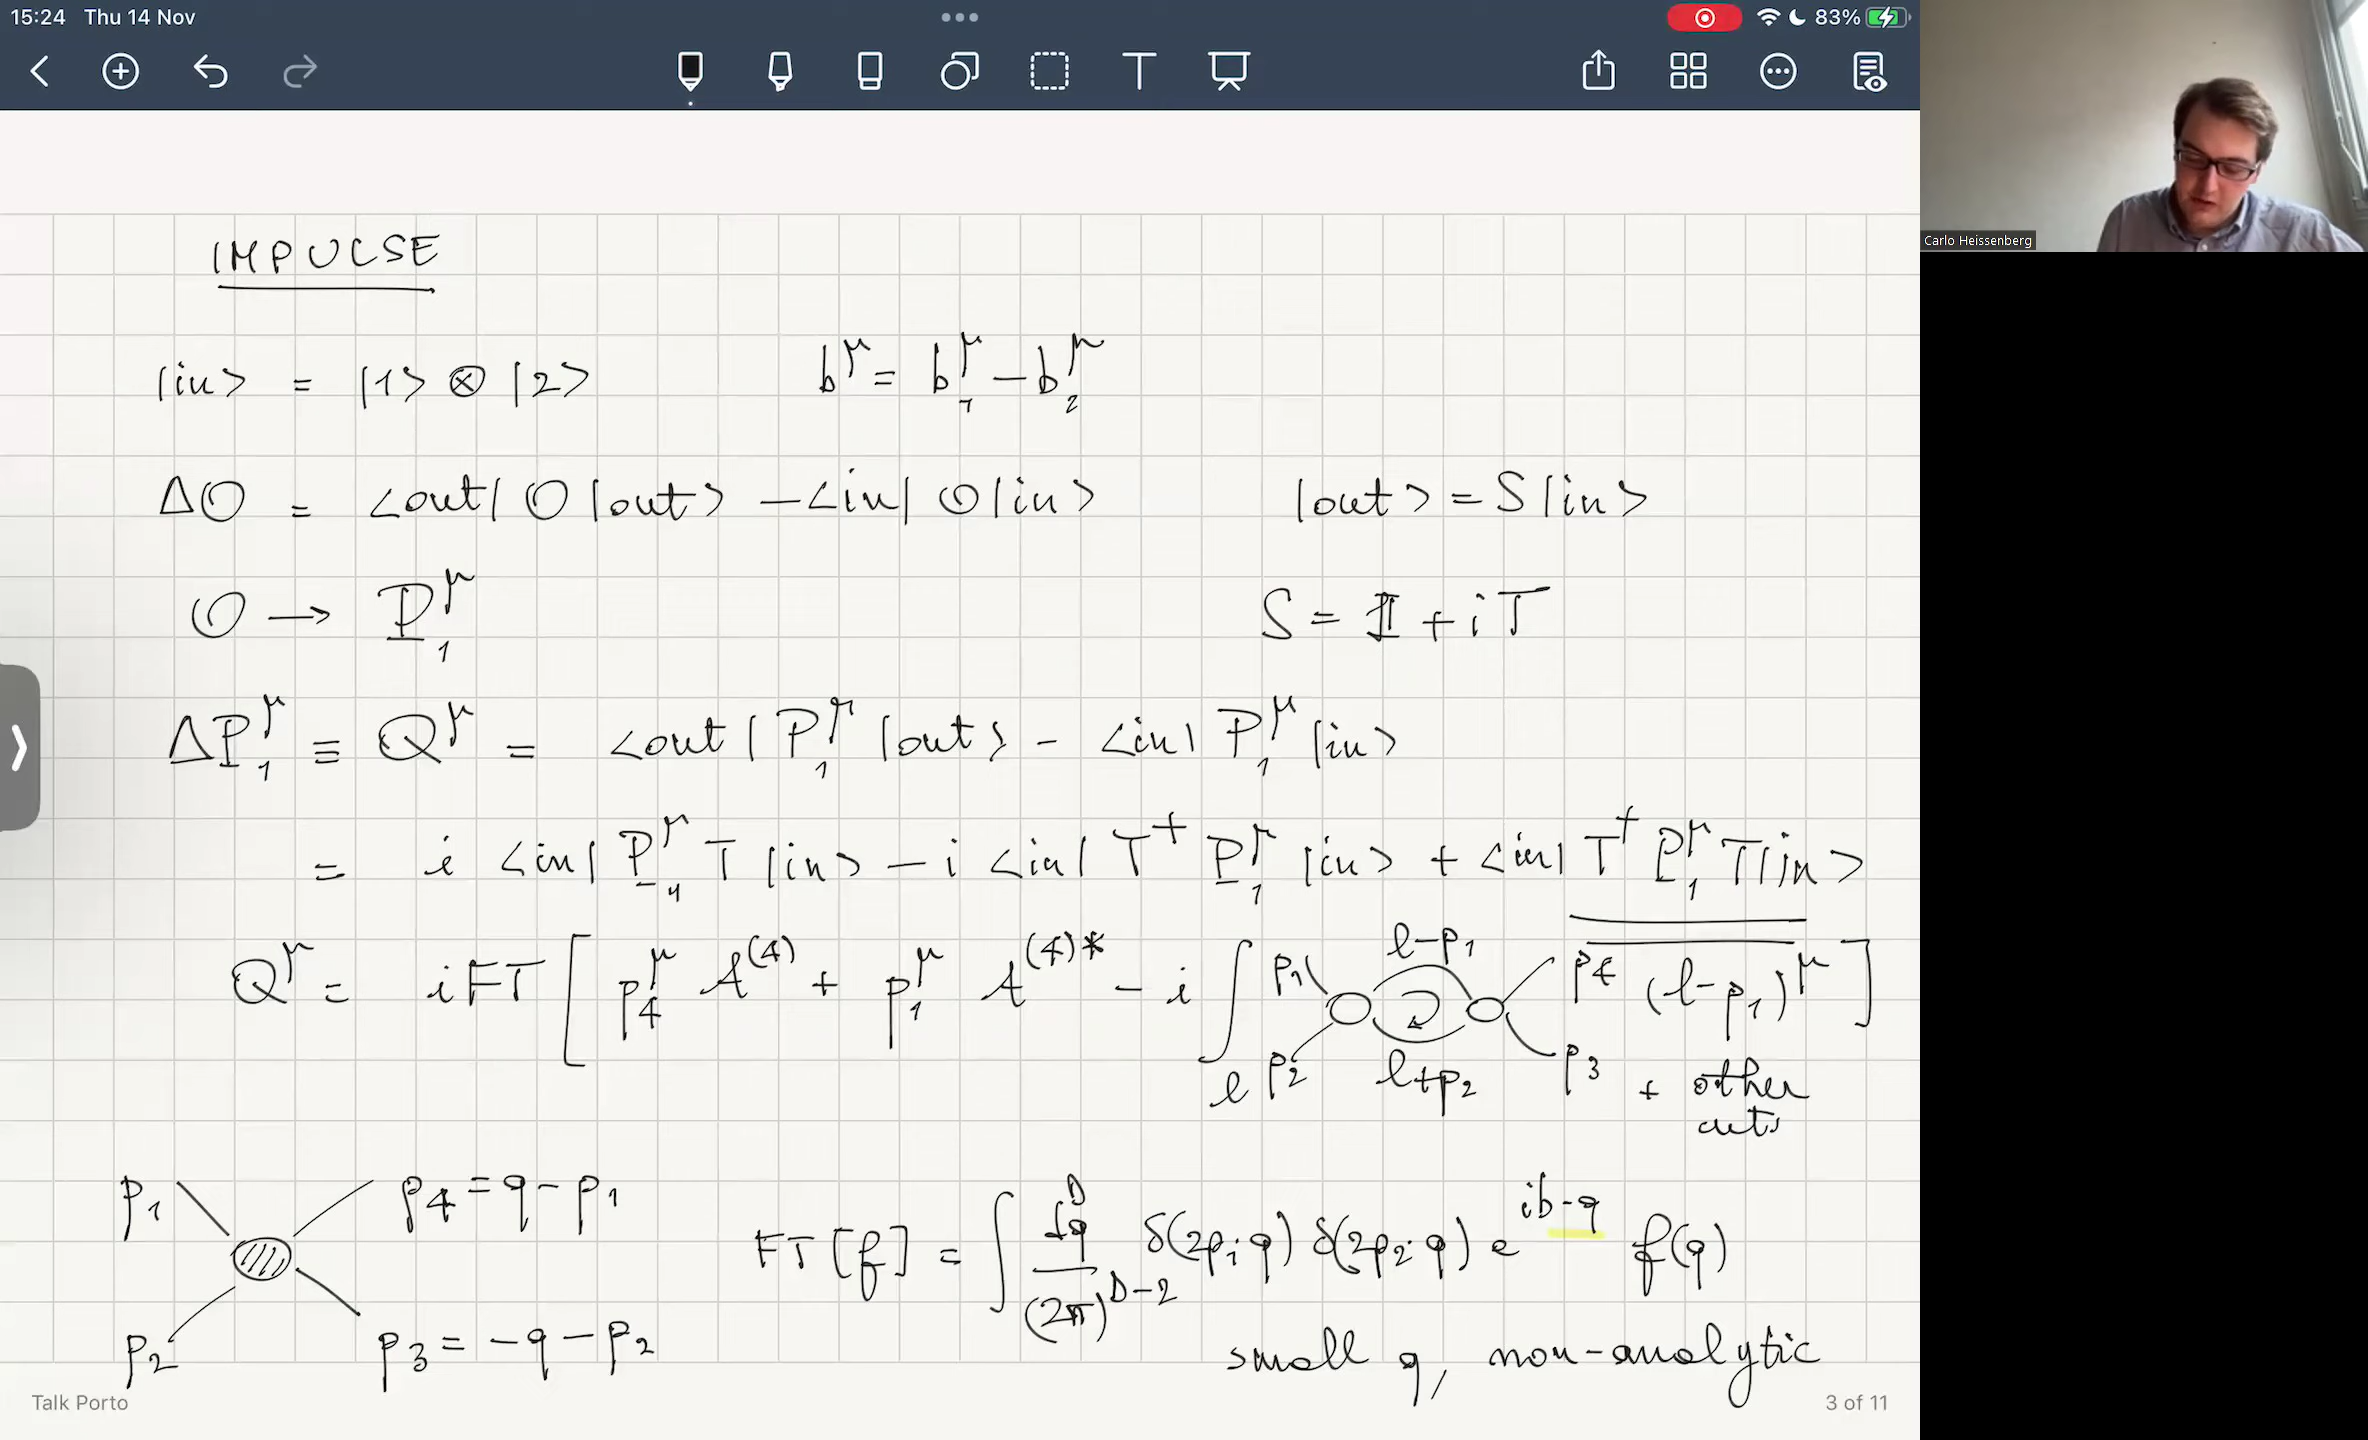 15:24 Thu 14 Nov
83%
T
Carlo Heissenberg
IMPULSE
|in> = |1> ⊗ |2> b^μ = b_1^μ - b_2^μ
ΔO = <out| O |out> - <in| O |in> |out> = S |in>
O → P_1^μ S = 𝟙 + iT
ΔP_1^μ ≡ Q^μ = <out| P_1^μ |out> - <in| P_1^μ |in>
= i <in| P_1^μ T |in> - i <in| T^† P_1^μ |in> + <in| T^† P_1^μ T |in>
Q^μ = i FT [ p_4^μ A^(4) + p_1^μ A^(4)* - i ∫_l p_1 p_2 l-p_1 l+p_2 p_4 p_3 (l-p_1)^μ ]
+ other
cuts
p_1 p_4 = q - p_1
p_2 p_3 = -q - p_2
FT[f] = ∫ d^D q / (2π)^{D-2} δ(2p_1·q) δ(2p_2·q) e^{ib·q} f(q)
small q, non-analytic
Talk Porto
3 of 11